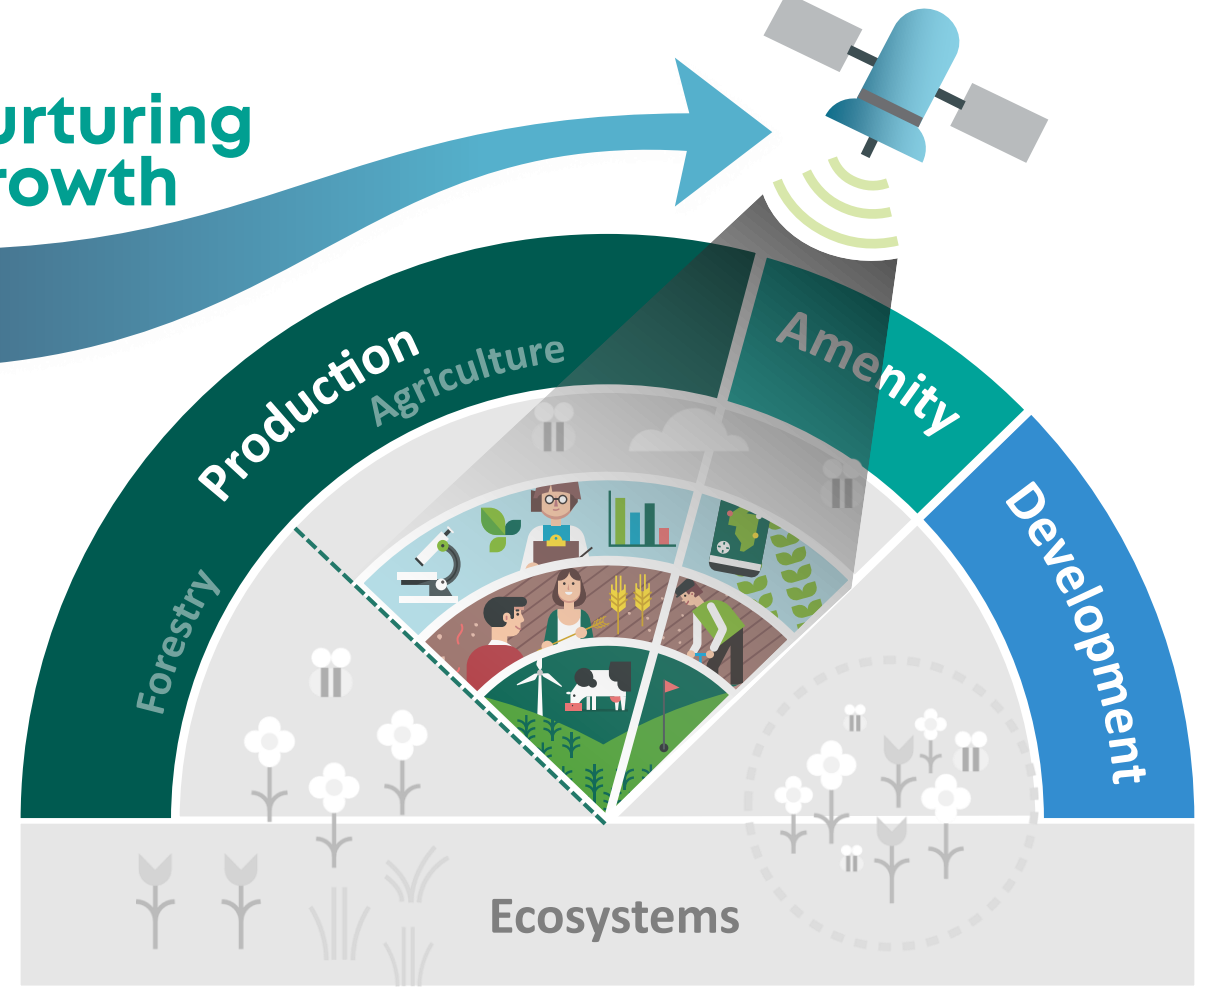 urturing
rowth
Production
Agriculture
Forestry
Amenity
Development
Ecosystems